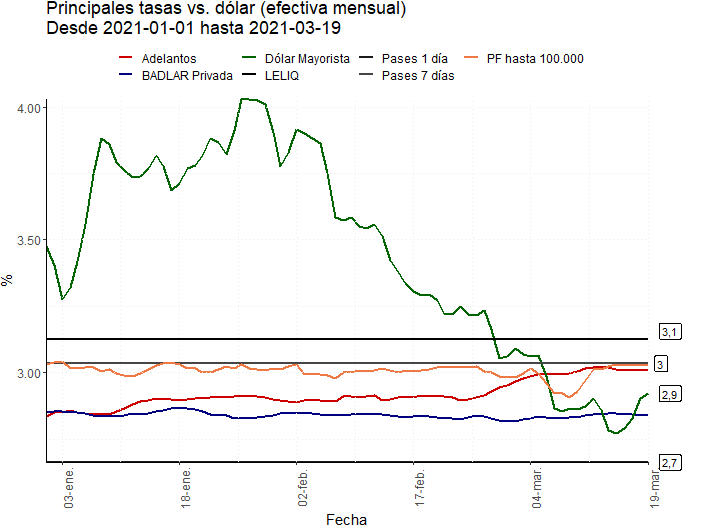 Principales tasas vs. dólar (efectiva mensual)
Desde 2021-01-01 hasta 2021-03-19
Adelantos
Dólar Mayorista
Pases 1 día
PF hasta 100.000
BADLAR Privada
LELIQ
Pases 7 días
4.00
3.50
3.00
%
3,1
3
2,9
2,7
03-ene.
18-ene.
02-feb.
17-feb.
04-mar.
19-mar.
Fecha